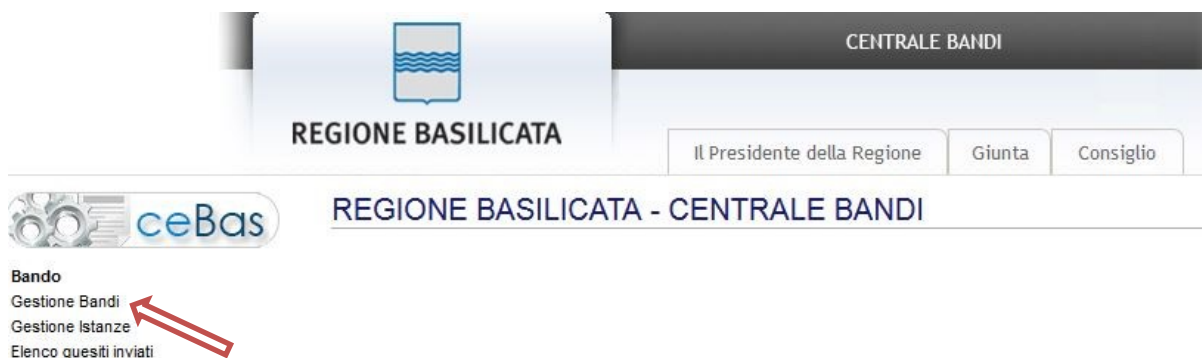 CENTRALE BANDI
REGIONE BASILICATA
Il Presidente della Regione
Giunta
Consiglio
ceBas
REGIONE BASILICATA - CENTRALE BANDI
Bando
Gestione Bandi
Gestione Istanze
Elenco quesiti inviati